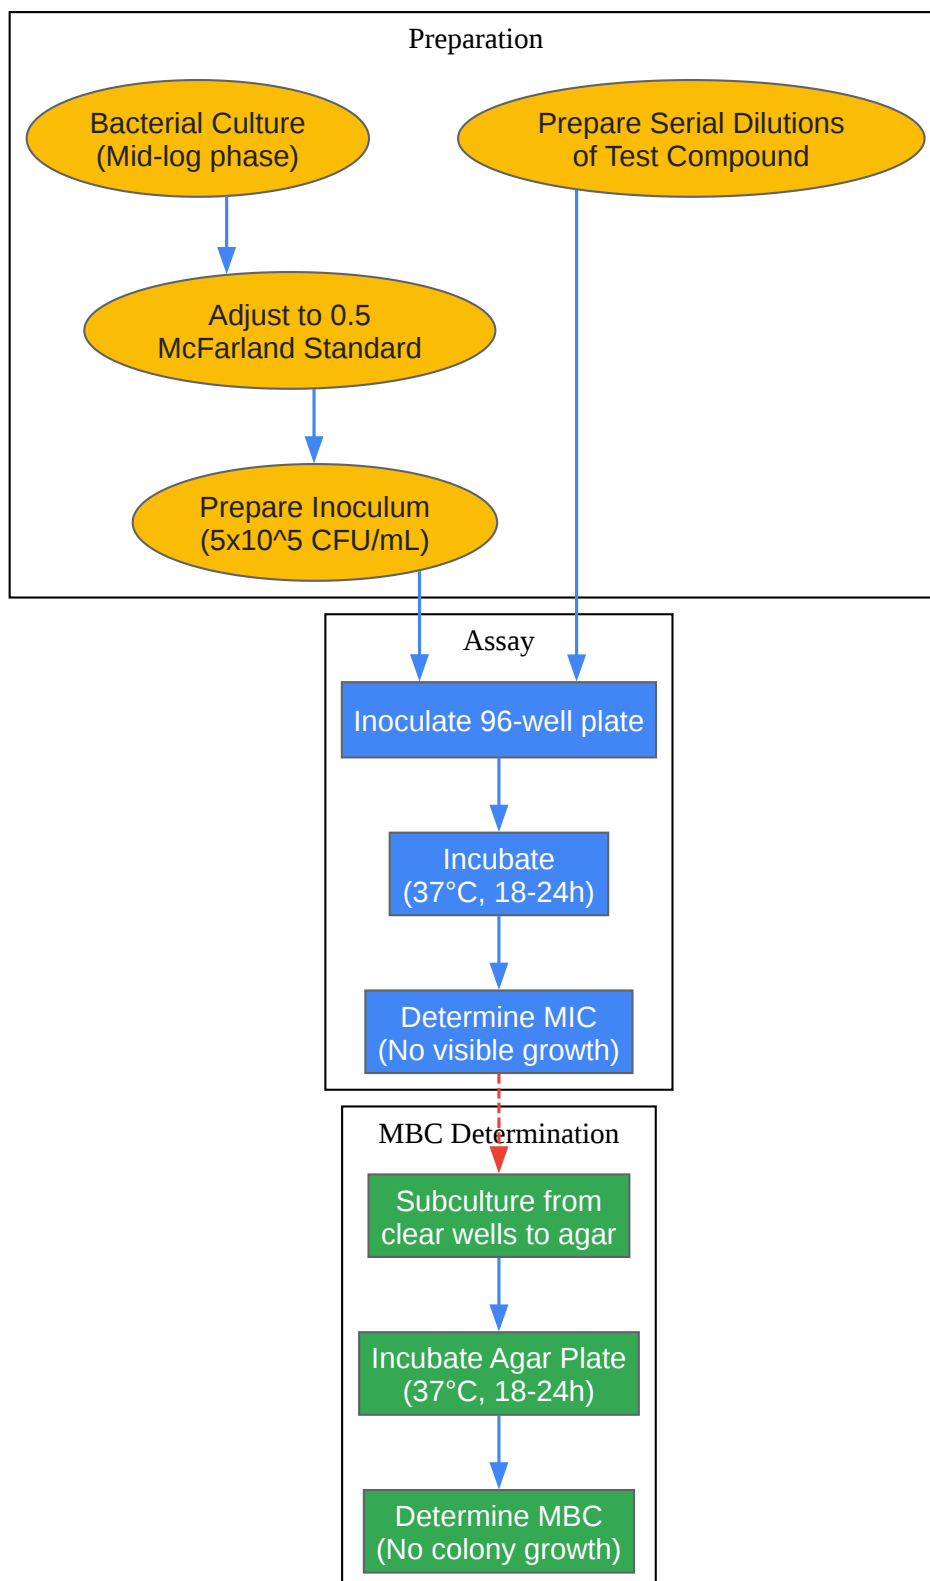 Preparation
Bacterial Culture
(Mid-log phase)
Prepare Serial Dilutions
of Test Compound
Adjust to 0.5
McFarland Standard
Prepare Inoculum
(5x10^5 CFU/mL)
Assay
Inoculate 96-well plate
Incubate
(37°C, 18-24h)
Determine MIC
(No visible growth)
MBC Determination
Subculture from
clear wells to agar
Incubate Agar Plate
(37°C, 18-24h)
Determine MBC
(No colony growth)